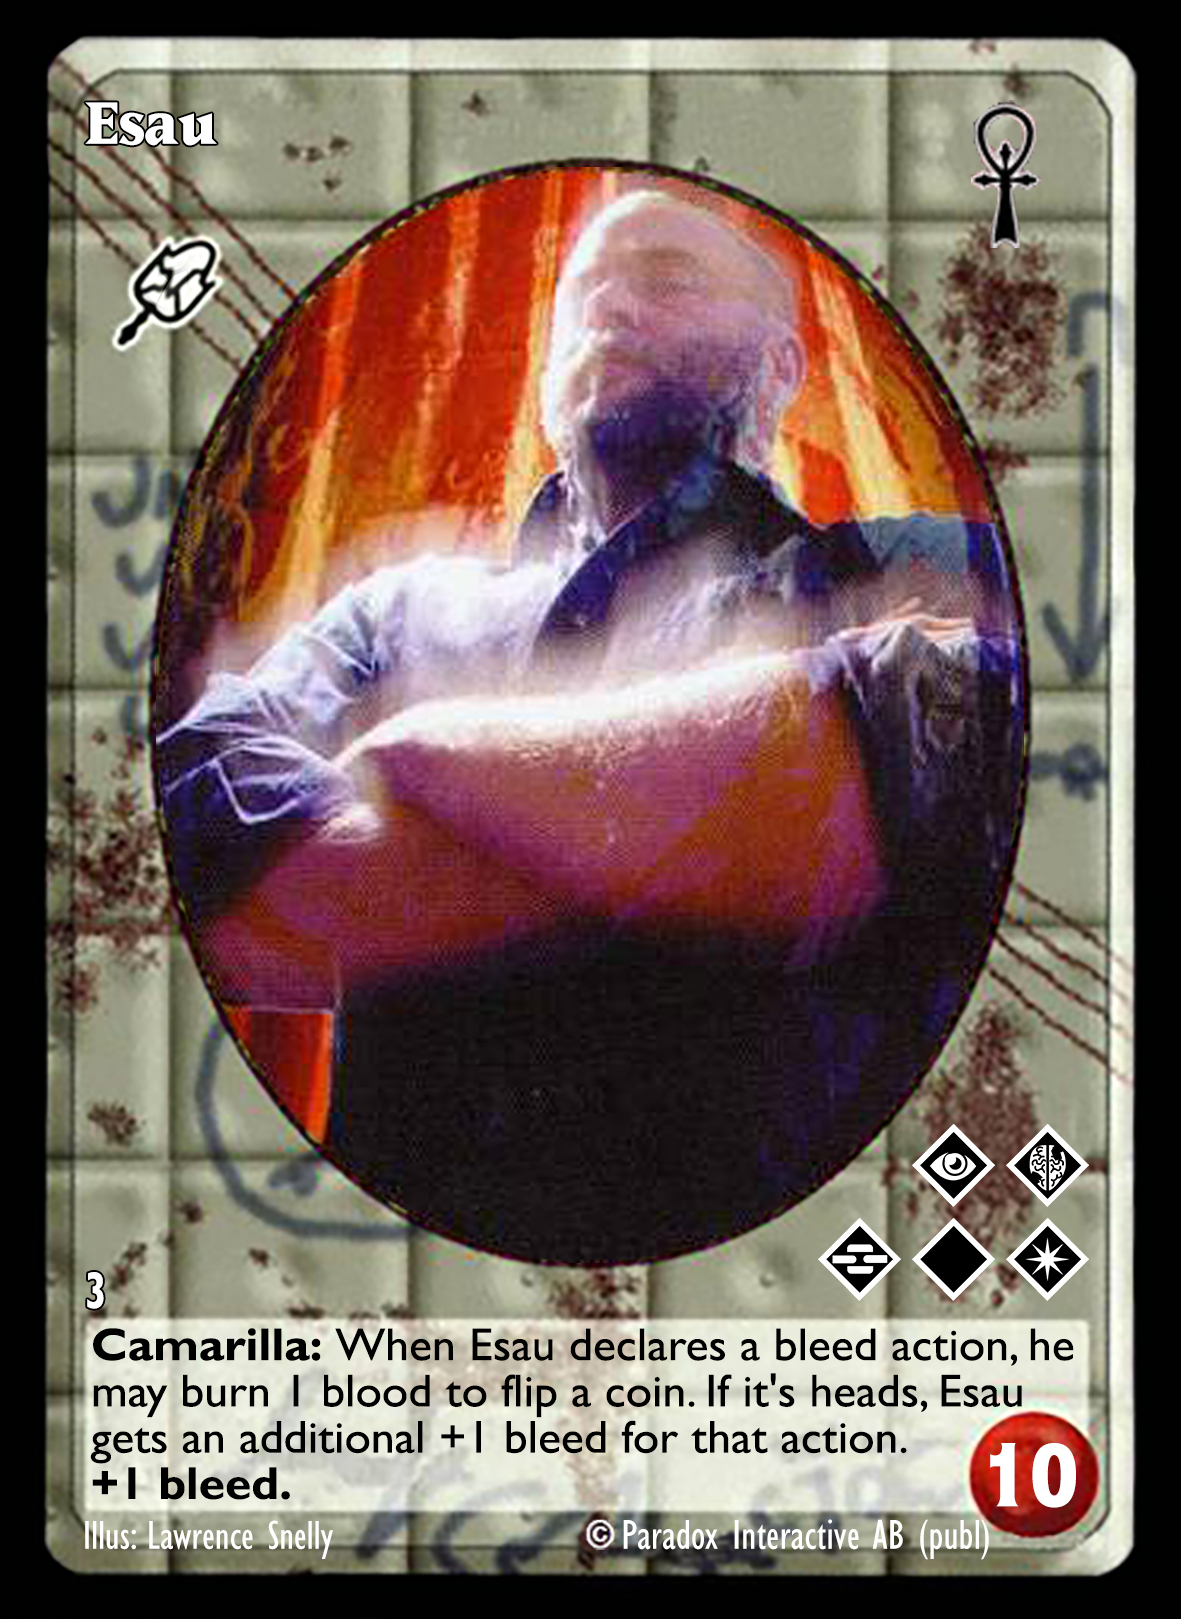 Esau
3
Camarilla: When Esau declares a bleed action, he
may burn 1 blood to flip a coin. If it's heads, Esau
gets an additional +1 bleed for that action.
+1 bleed.
10
Illus: Lawrence Snelly
© Paradox Interactive AB (publ)